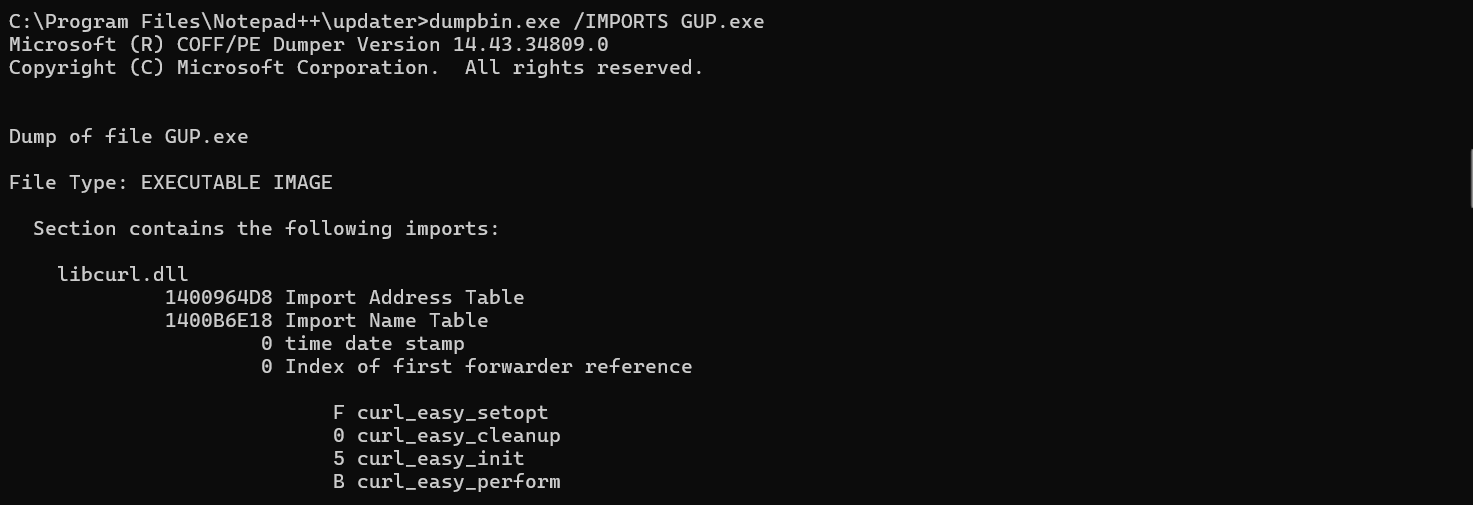 C:\Program Files\Notepad++\updater>dumpbin.exe /IMPORTS GUP.exe
Microsoft (R) COFF/PE Dumper Version 14.43.34809.0
Copyright (C) Microsoft Corporation.  All rights reserved.
Dump of file GUP.exe
File Type: EXECUTABLE IMAGE
Section contains the following imports:
libcurl.dll
1400964D8 Import Address Table
1400B6E18 Import Name Table
0 time date stamp
0 Index of first forwarder reference
F curl_easy_setopt
0 curl_easy_cleanup
5 curl_easy_init
B curl_easy_perform